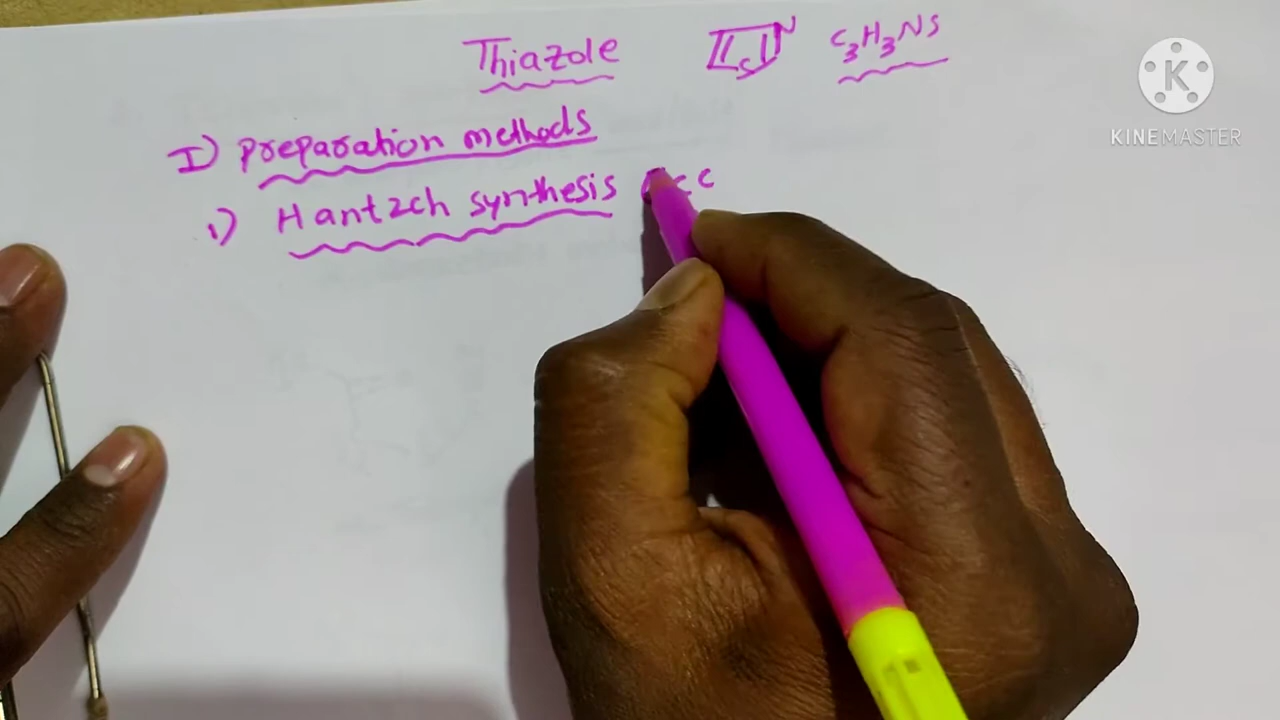 Thiazole N S C3H3NS
I) Preparation methods
1) Hantzch synthesis
K
KINEMASTER